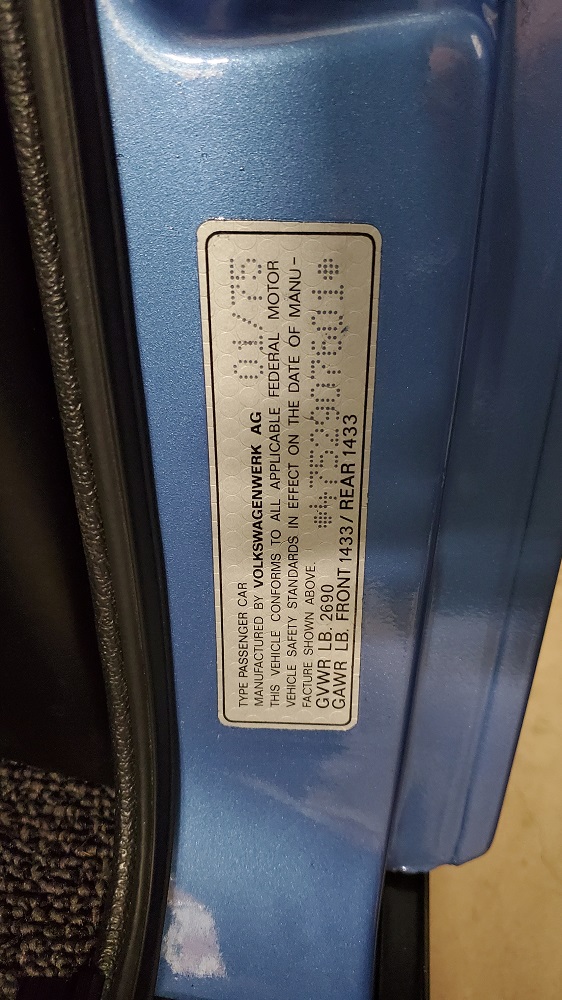 TYPE PASSENGER CAR
MANUFACTURED BY VOLKSWAGENWERK AG 01/75
THIS VEHICLE CONFORMS TO ALL APPLICABLE FEDERAL MOTOR
VEHICLE SAFETY STANDARDS IN EFFECT ON THE DATE OF MANU-
FACTURE SHOWN ABOVE. *4752907501*
GVWR LB. 2690
GAWR LB. FRONT 1433/ REAR 1433